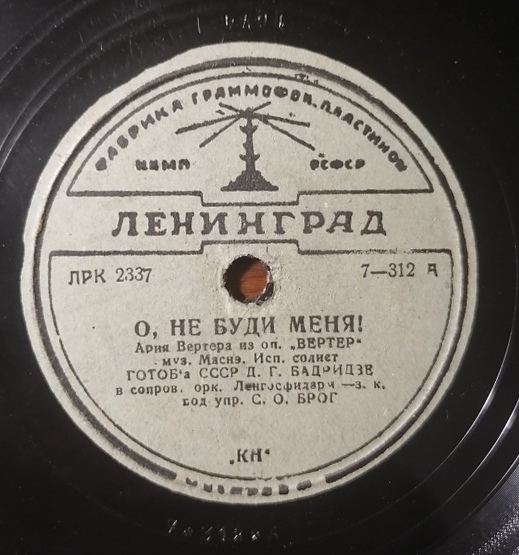 ФАБРИКА ГРАММОФОН. ПЛАСТИНОК
НКМП РСФСР
ЛЕНИНГРАД
ЛРК 2337 7—312 Я
О, НЕ БУДИ МЕНЯ!
Ария Вертера из оп. „ВЕРТЕР“
муз. Маснэ. Исп. солист
ГОТОБ'а СССР Д. Г. БАДРИДЗЕ
в сопров. орк. Ленгосфилярм —з. к.
под упр. С. О. БРОГ
„КН“